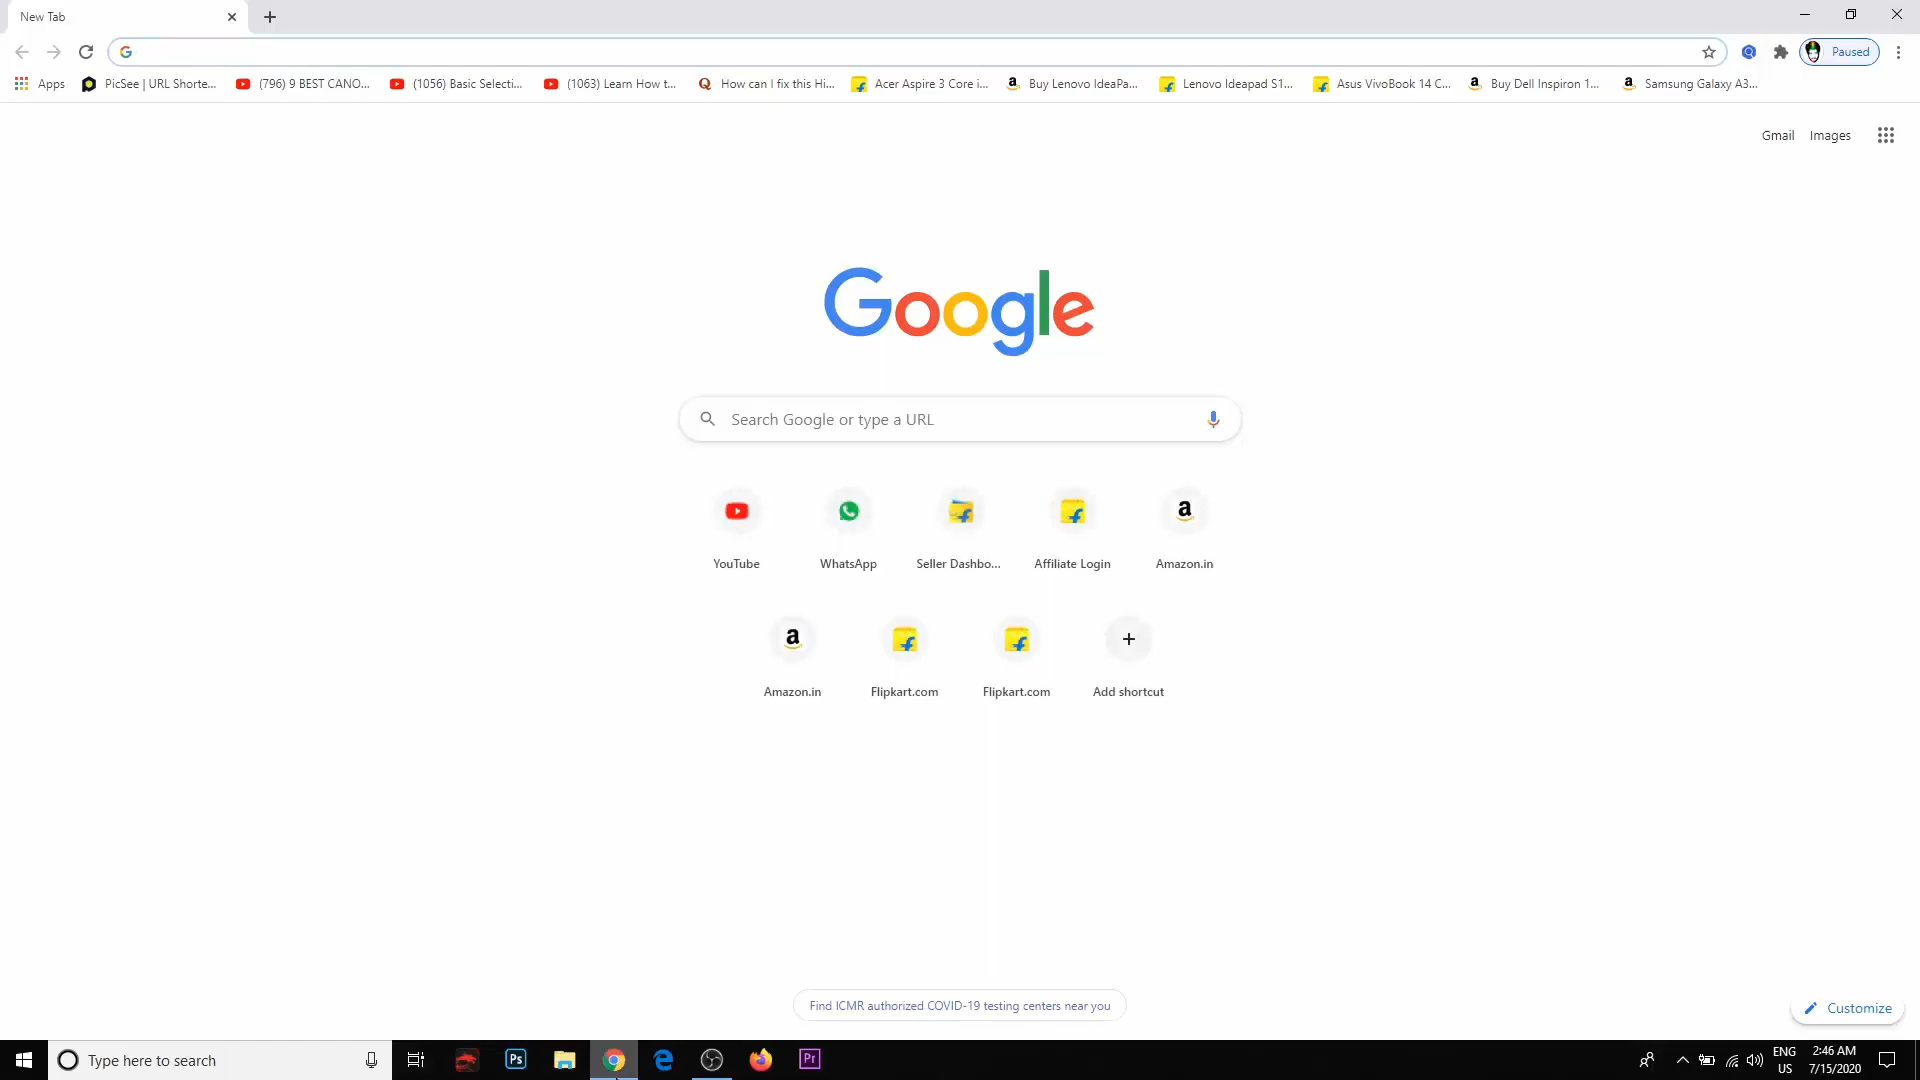 New Tab
Paused
Apps PicSee | URL Shorte... (796) 9 BEST CANO... (1056) Basic Selecti... (1063) Learn How t... How can I fix this Hi... Acer Aspire 3 Core i... Buy Lenovo IdeaPa... Lenovo Ideapad S1... Asus VivoBook 14 C... Buy Dell Inspiron 1... Samsung Galaxy A3...
Gmail Images
Google
Search Google or type a URL
YouTube WhatsApp Seller Dashbo... Affiliate Login Amazon.in
Amazon.in Flipkart.com Flipkart.com Add shortcut
Find ICMR authorized COVID-19 testing centers near you
Customize
Type here to search
Ps
Pr
ENG
US
2:46 AM
7/15/2020